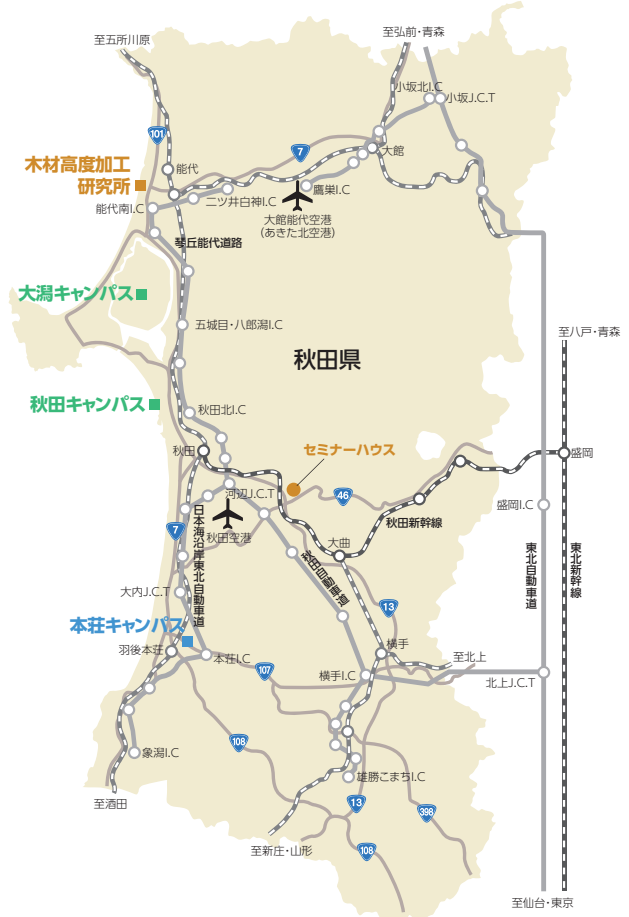 至弘前・青森
至五所川原
小坂北I.C
小坂J.C.T
101
7
大館
木材高度加工
研究所
能代
鷹巣I.C
二ツ井白神I.C
能代南I.C
大館能代空港
(あきた北空港)
琴丘能代道路
大潟キャンパス
五城目・八郎潟I.C
至八戸・青森
秋田県
秋田キャンパス
秋田北I.C
秋田
セミナーハウス
盛岡
河辺J.C.T
46
盛岡I.C
秋田新幹線
7
秋田空港
日本海沿岸東北自動車道
大曲
秋田自動車道
東北自動車道
東北新幹線
大内J.C.T
13
本荘キャンパス
羽後本荘
横手
本荘I.C
至北上
107
横手I.C
北上J.C.T
108
象潟I.C
雄勝こまちI.C
至酒田
13
398
至新庄・山形
108
至仙台・東京